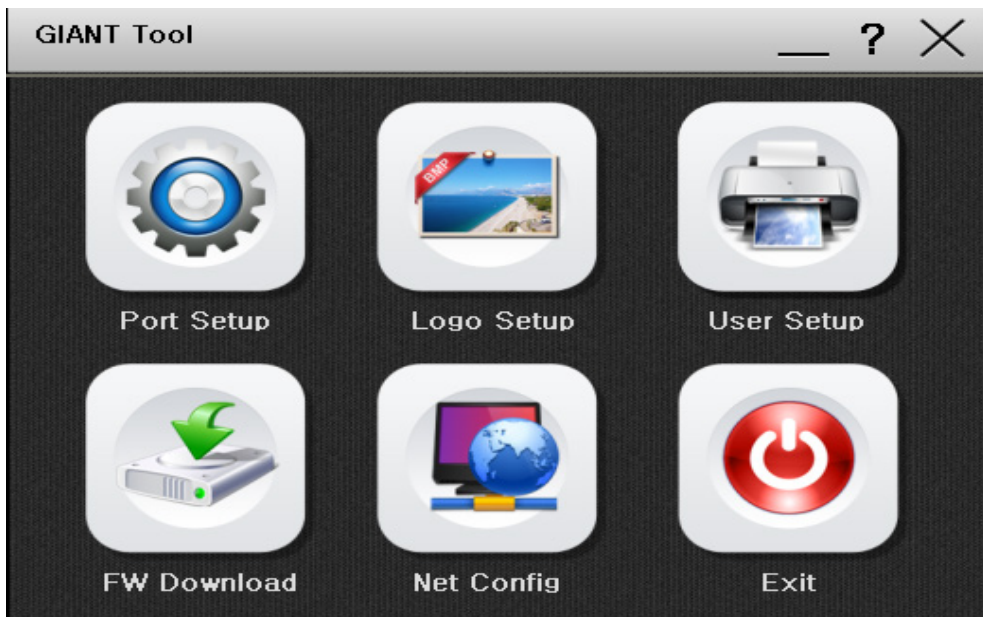 GIANT Tool
?
BMP
Port Setup
Logo Setup
User Setup
FW Download
Net Config
Exit